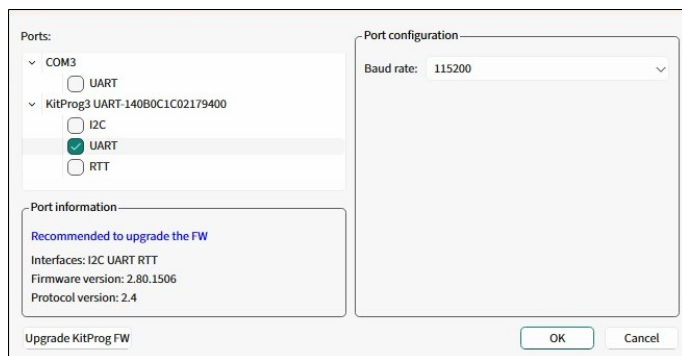 Ports:
COM3
UART
KitProg3 UART-140B0C1C02179400
I2C
UART
RTT
Port information
Recommended to upgrade the FW
Interfaces: I2C UART RTT
Firmware version: 2.80.1506
Protocol version: 2.4
Upgrade KitProg FW
Port configuration
Baud rate: 115200
OK Cancel